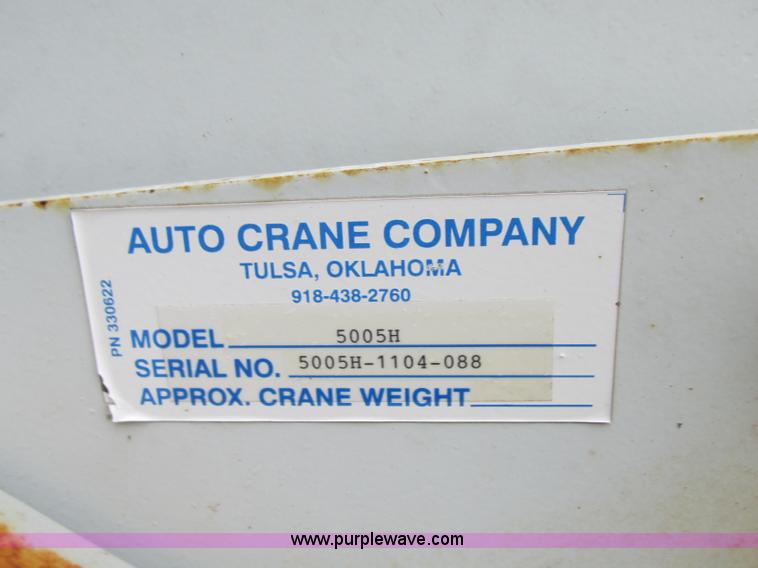 AUTO CRANE COMPANY
TULSA, OKLAHOMA
918-438-2760
PN 330622
MODEL 5005H
SERIAL NO. 5005H-1104-088
APPROX. CRANE WEIGHT
www.purplewave.com